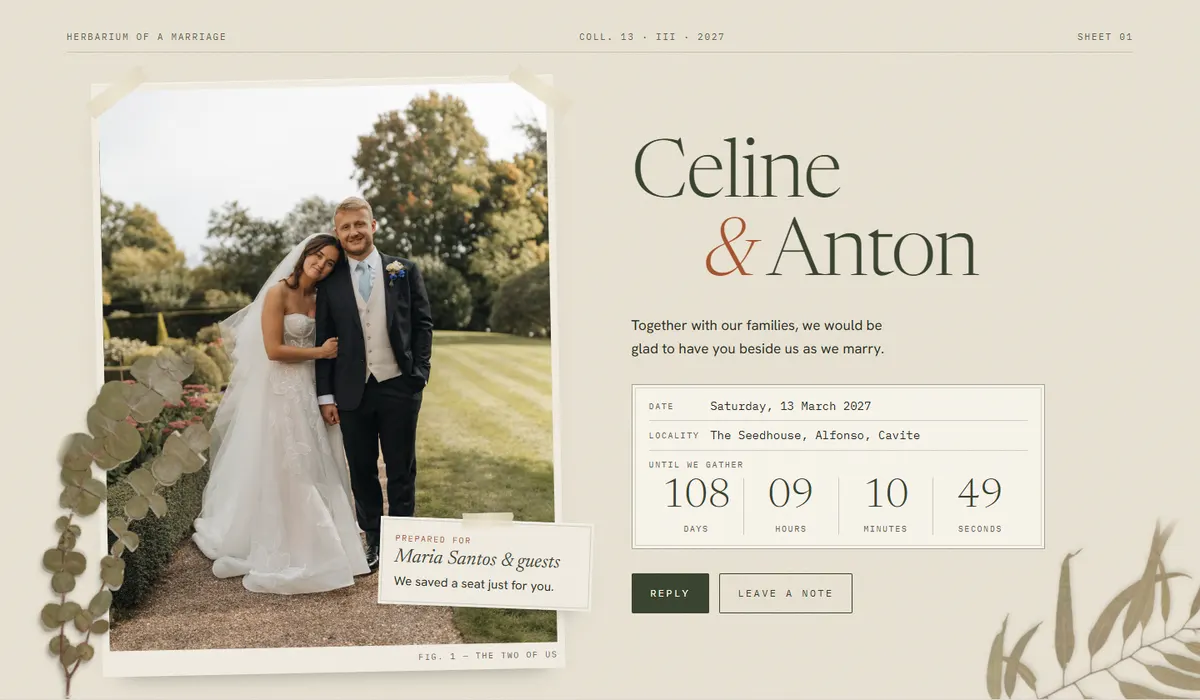 HERBARIUM OF A MARRIAGE
COLL. 13 · III · 2027
SHEET 01
Celine
& Anton
Together with our families, we would be
glad to have you beside us as we marry.
DATE Saturday, 13 March 2027
LOCALITY The Seedhouse, Alfonso, Cavite
UNTIL WE GATHER
108 09 10 49
DAYS HOURS MINUTES SECONDS
REPLY
LEAVE A NOTE
PREPARED FOR
Maria Santos & guests
We saved a seat just for you.
FIG. 1 — THE TWO OF US